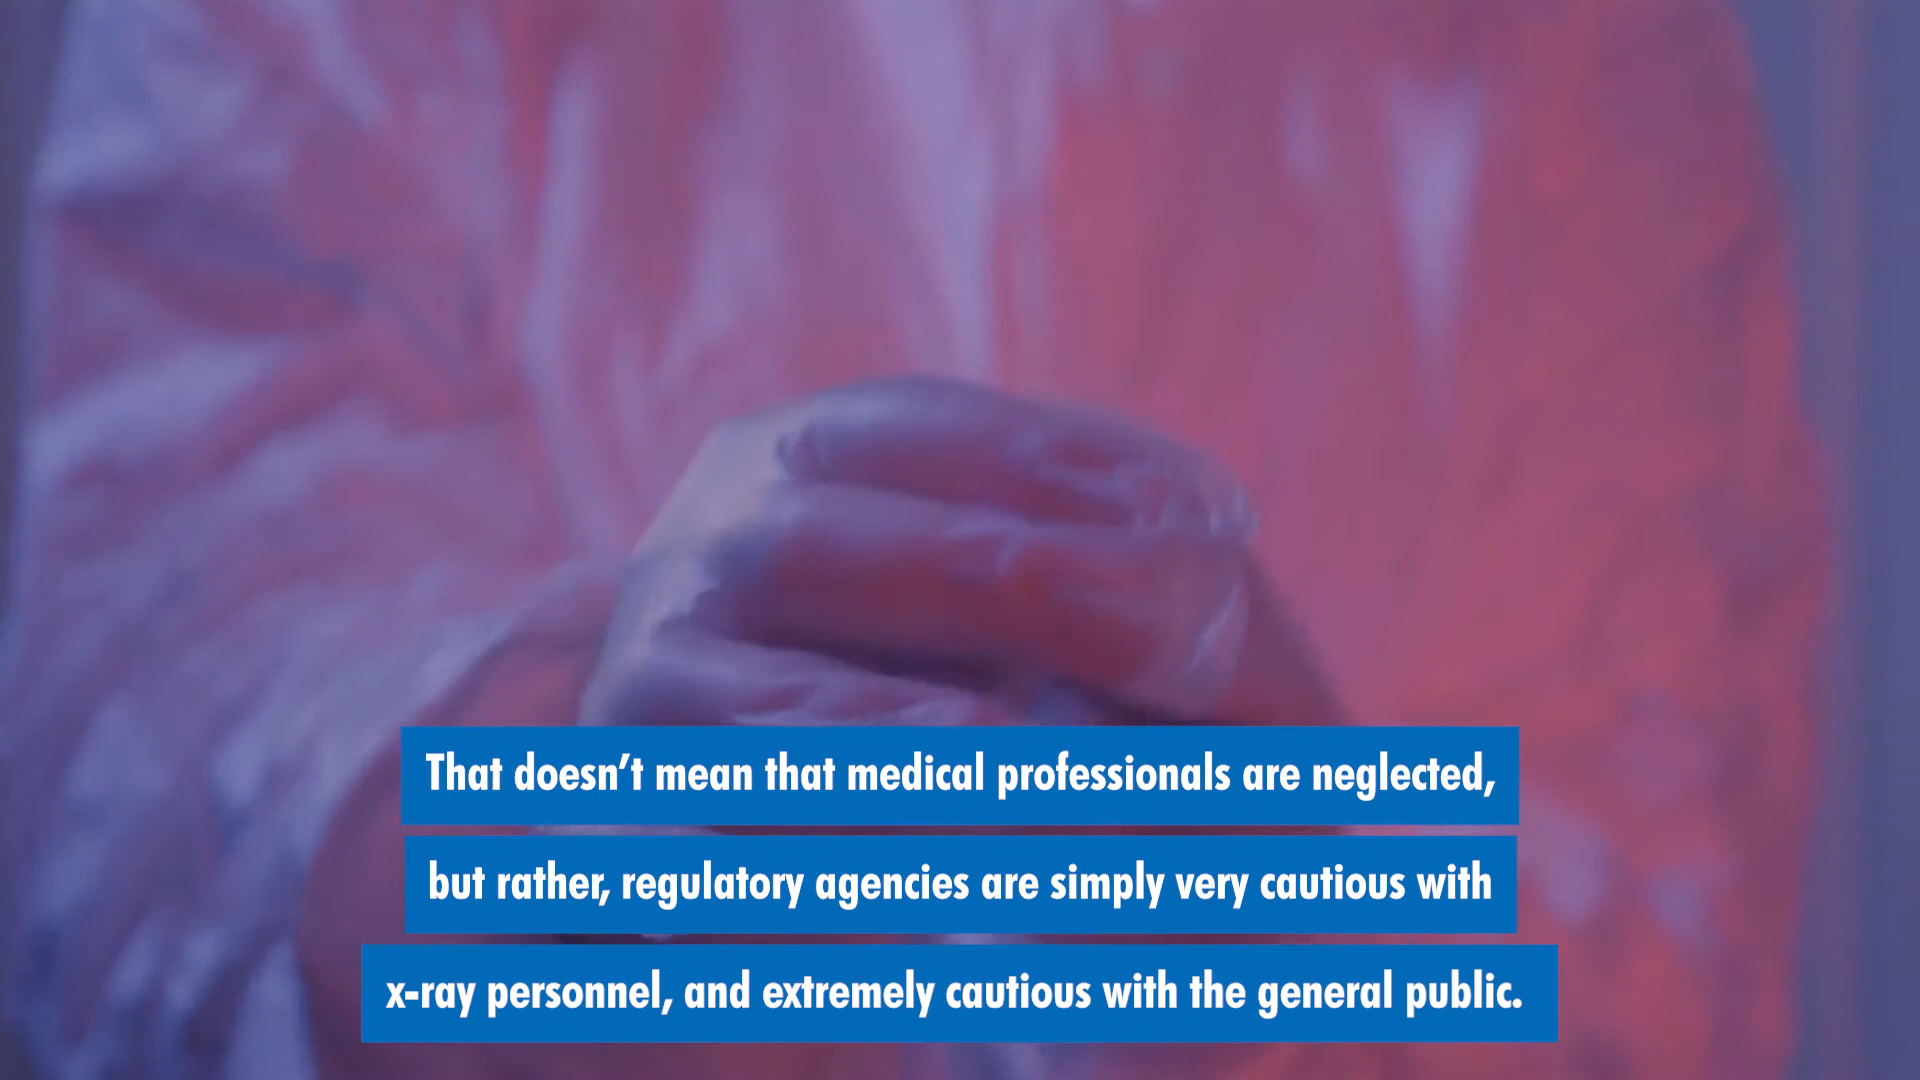 That doesn’t mean that medical professionals are neglected,
but rather, regulatory agencies are simply very cautious with
x-ray personnel, and extremely cautious with the general public.